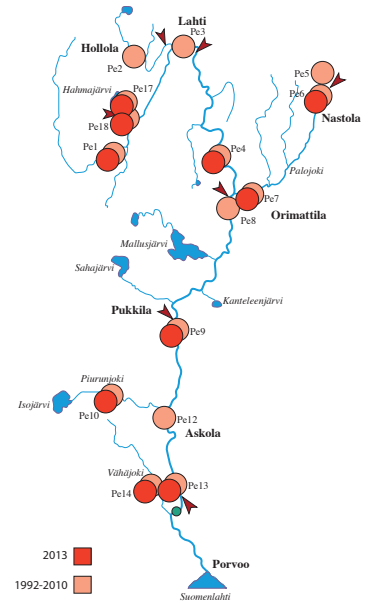 Lahti
Pe3
Hollola
Pe2
Pe5
Hahmajärvi
Pe17
Pe6
Nastola
Pe18
Pe1
Pe4
Palojoki
Pe7
Pe8
Orimattila
Mallusjärvi
Sahajärvi
Kanteleenjärvi
Pukkila
Pe9
Piurunjoki
Isojärvi
Pe10
Pe12
Askola
Vähäjoki
Pe13
Pe14
2013
Porvoo
1992-2010
Suomenlahti